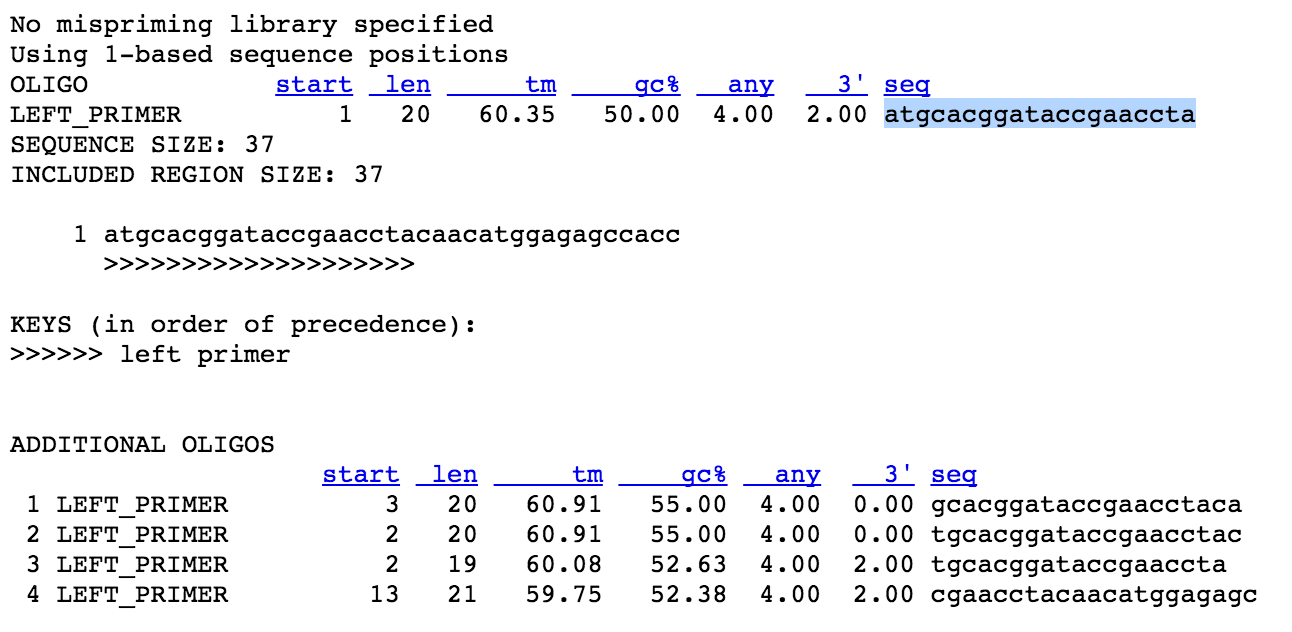 No mispriming library specified
Using 1-based sequence positions
OLIGO            start  len      tm     gc%   any    3' seq
LEFT_PRIMER          1   20   60.35   50.00  4.00  2.00 atgcacggataccgaaccta
SEQUENCE SIZE: 37
INCLUDED REGION SIZE: 37
    1 atgcacggataccgaacctacaacatggagagccacc
      >>>>>>>>>>>>>>>>>>>>
KEYS (in order of precedence):
>>>>>> left primer
ADDITIONAL OLIGOS
                    start  len      tm     gc%   any    3' seq
 1 LEFT_PRIMER          3   20   60.91   55.00  4.00  0.00 gcacggataccgaacctaca
 2 LEFT_PRIMER          2   20   60.91   55.00  4.00  0.00 tgcacggataccgaacctac
 3 LEFT_PRIMER          2   19   60.08   52.63  4.00  2.00 tgcacggataccgaaccta
 4 LEFT_PRIMER         13   21   59.75   52.38  4.00  2.00 cgaacctacaacatggagagc